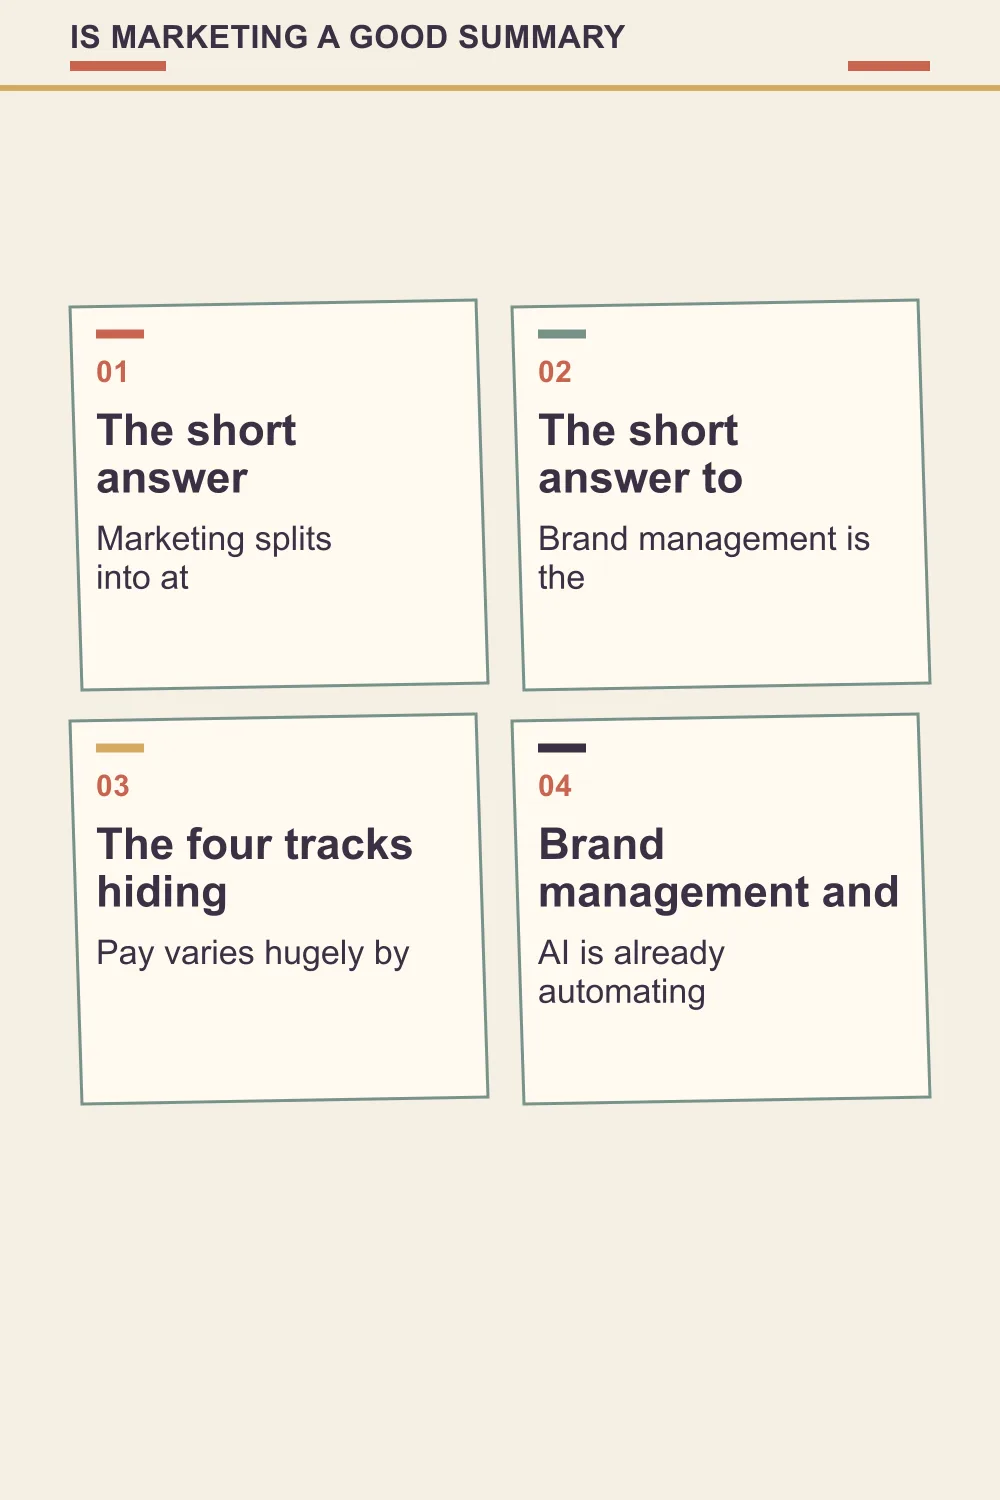 IS MARKETING A GOOD SUMMARY
01
The short
answer
Marketing splits
into at
02
The short
answer to
Brand management is
the
03
The four tracks
hiding
Pay varies hugely by
04
Brand
management and
AI is already
automating